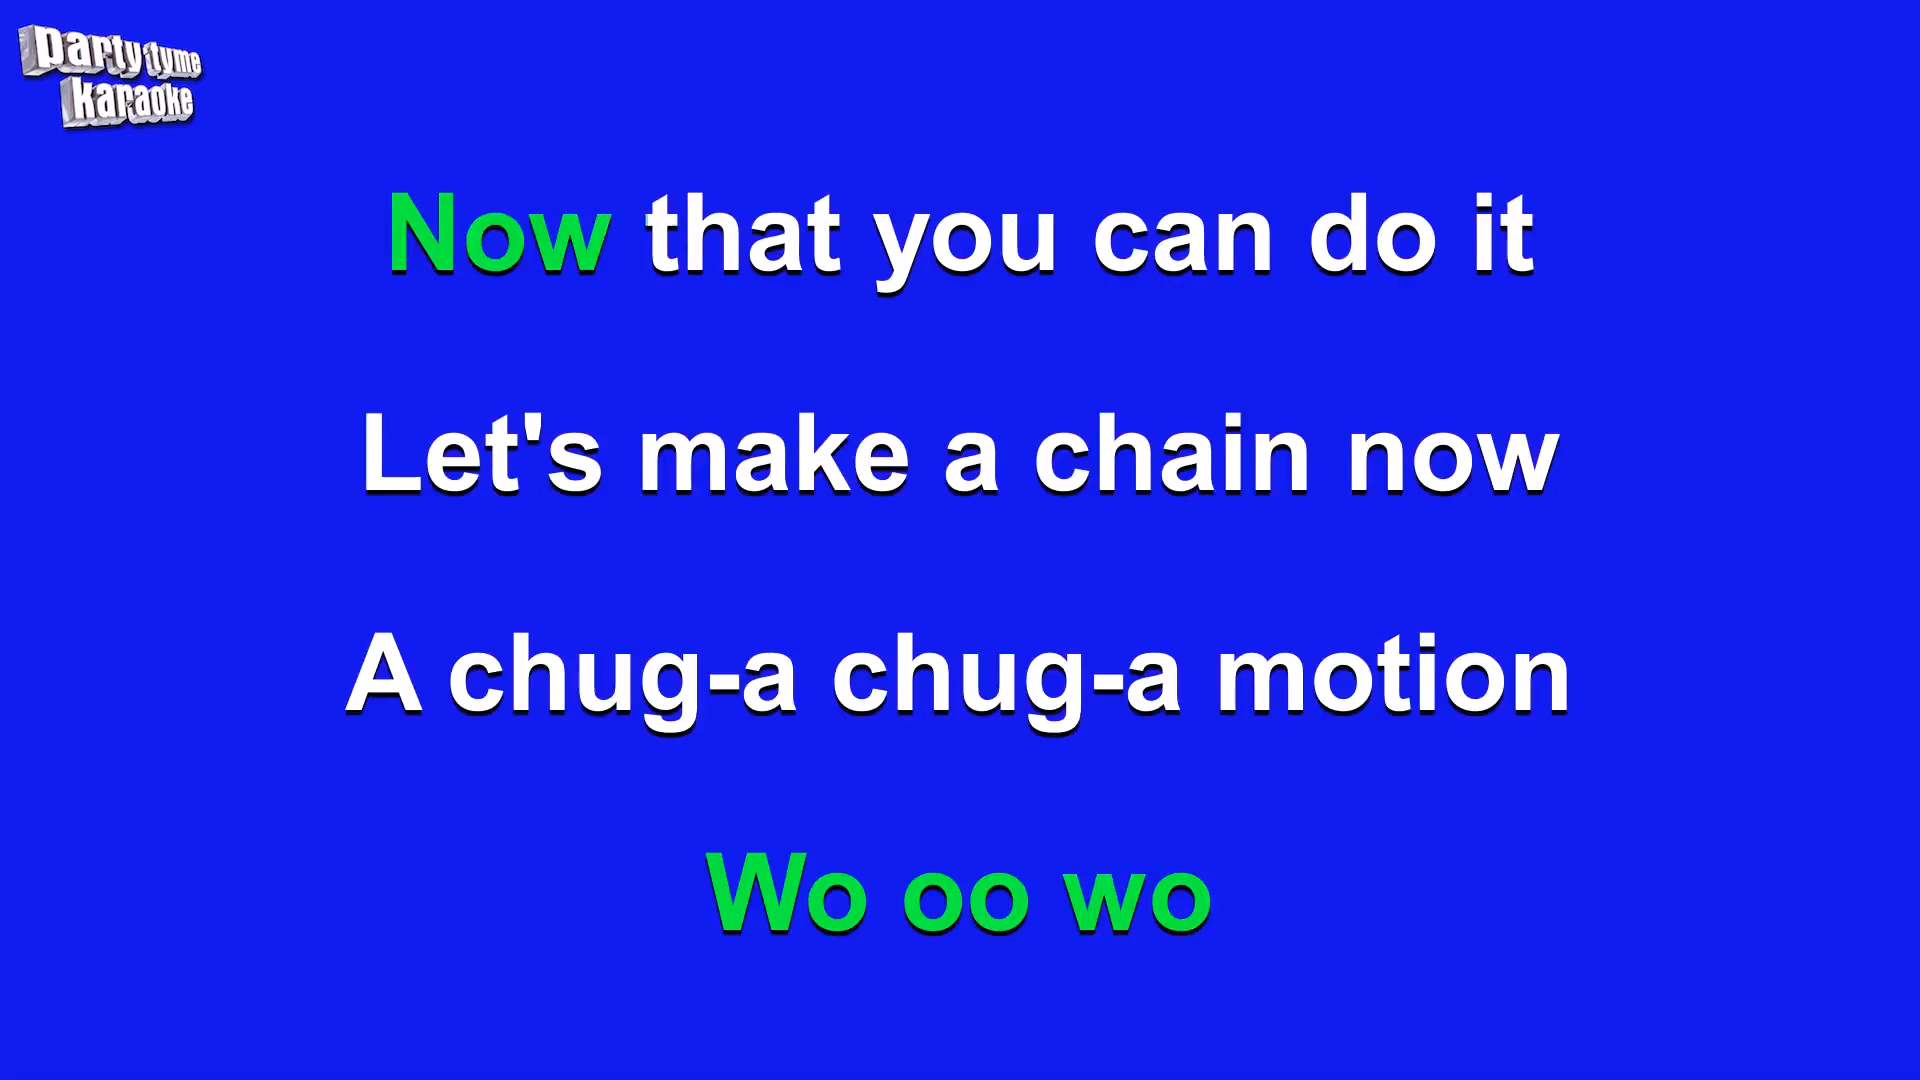 party tyme
karaoke
Now that you can do it
Let's make a chain now
A chug-a chug-a motion
Wo oo wo